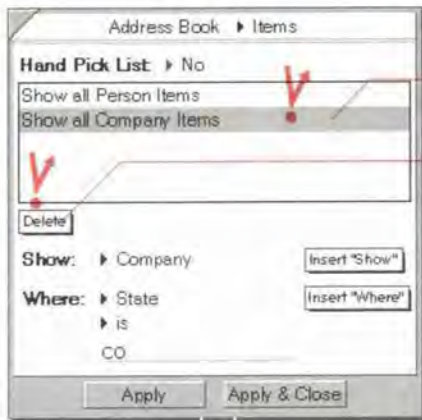 Address Book ▸ Items
Hand Pick List: ▸ No
Show all Person Items
Show all Company Items
Delete
Show: ▸ Company Insert "Show"
Where: ▸ State Insert "Where"
▸ is
CO
Apply Apply & Close